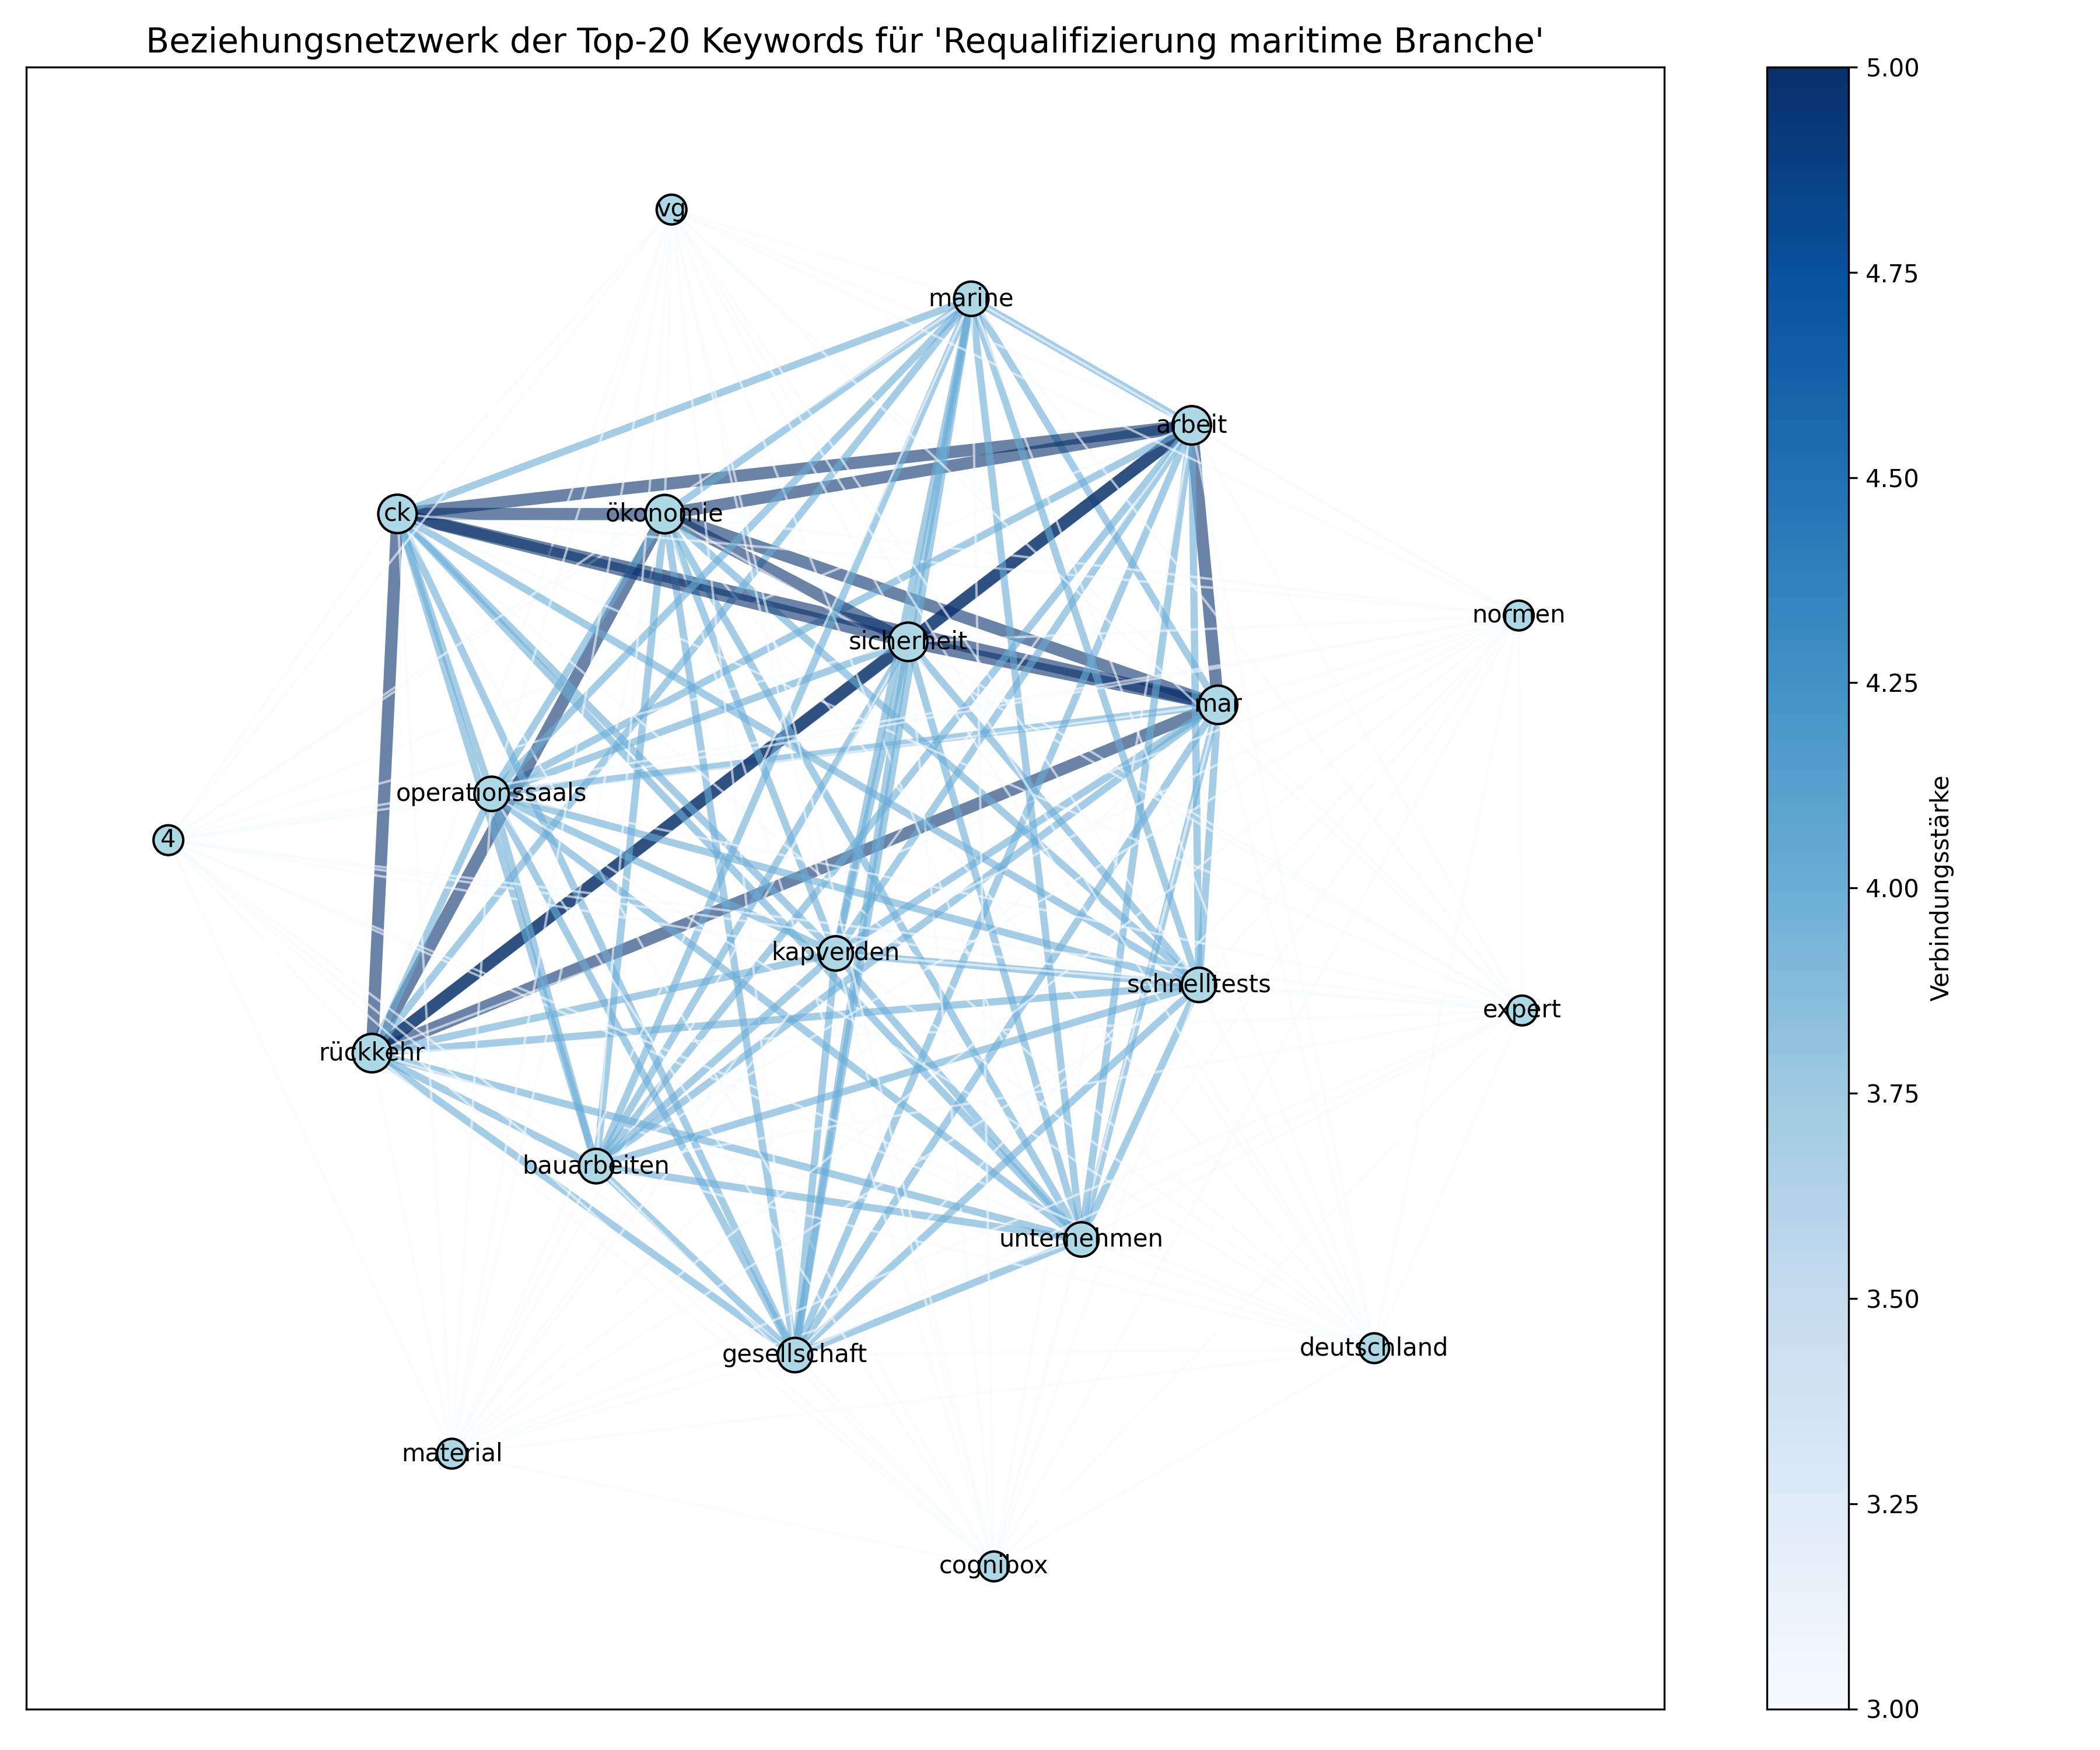 Beziehungsnetzwerk der Top-20 Keywords für 'Requalifizierung maritime Branche'
vg
marine
arbeit
ck
ökonomie
normen
sicherheit
mar
operationssaals
4
kapverden
schnelltests
expert
rückkehr
bauarbeiten
unternehmen
gesellschaft
deutschland
material
cognibox
5.00
4.75
4.50
4.25
4.00
3.75
3.50
3.25
3.00
Verbindungsstärke